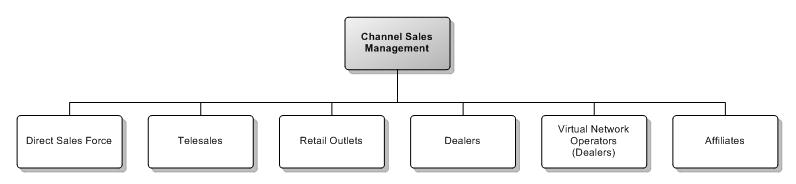 Channel Sales
Management
Direct Sales Force
Telesales
Retail Outlets
Dealers
Virtual Network
Operators
(Dealers)
Affiliates